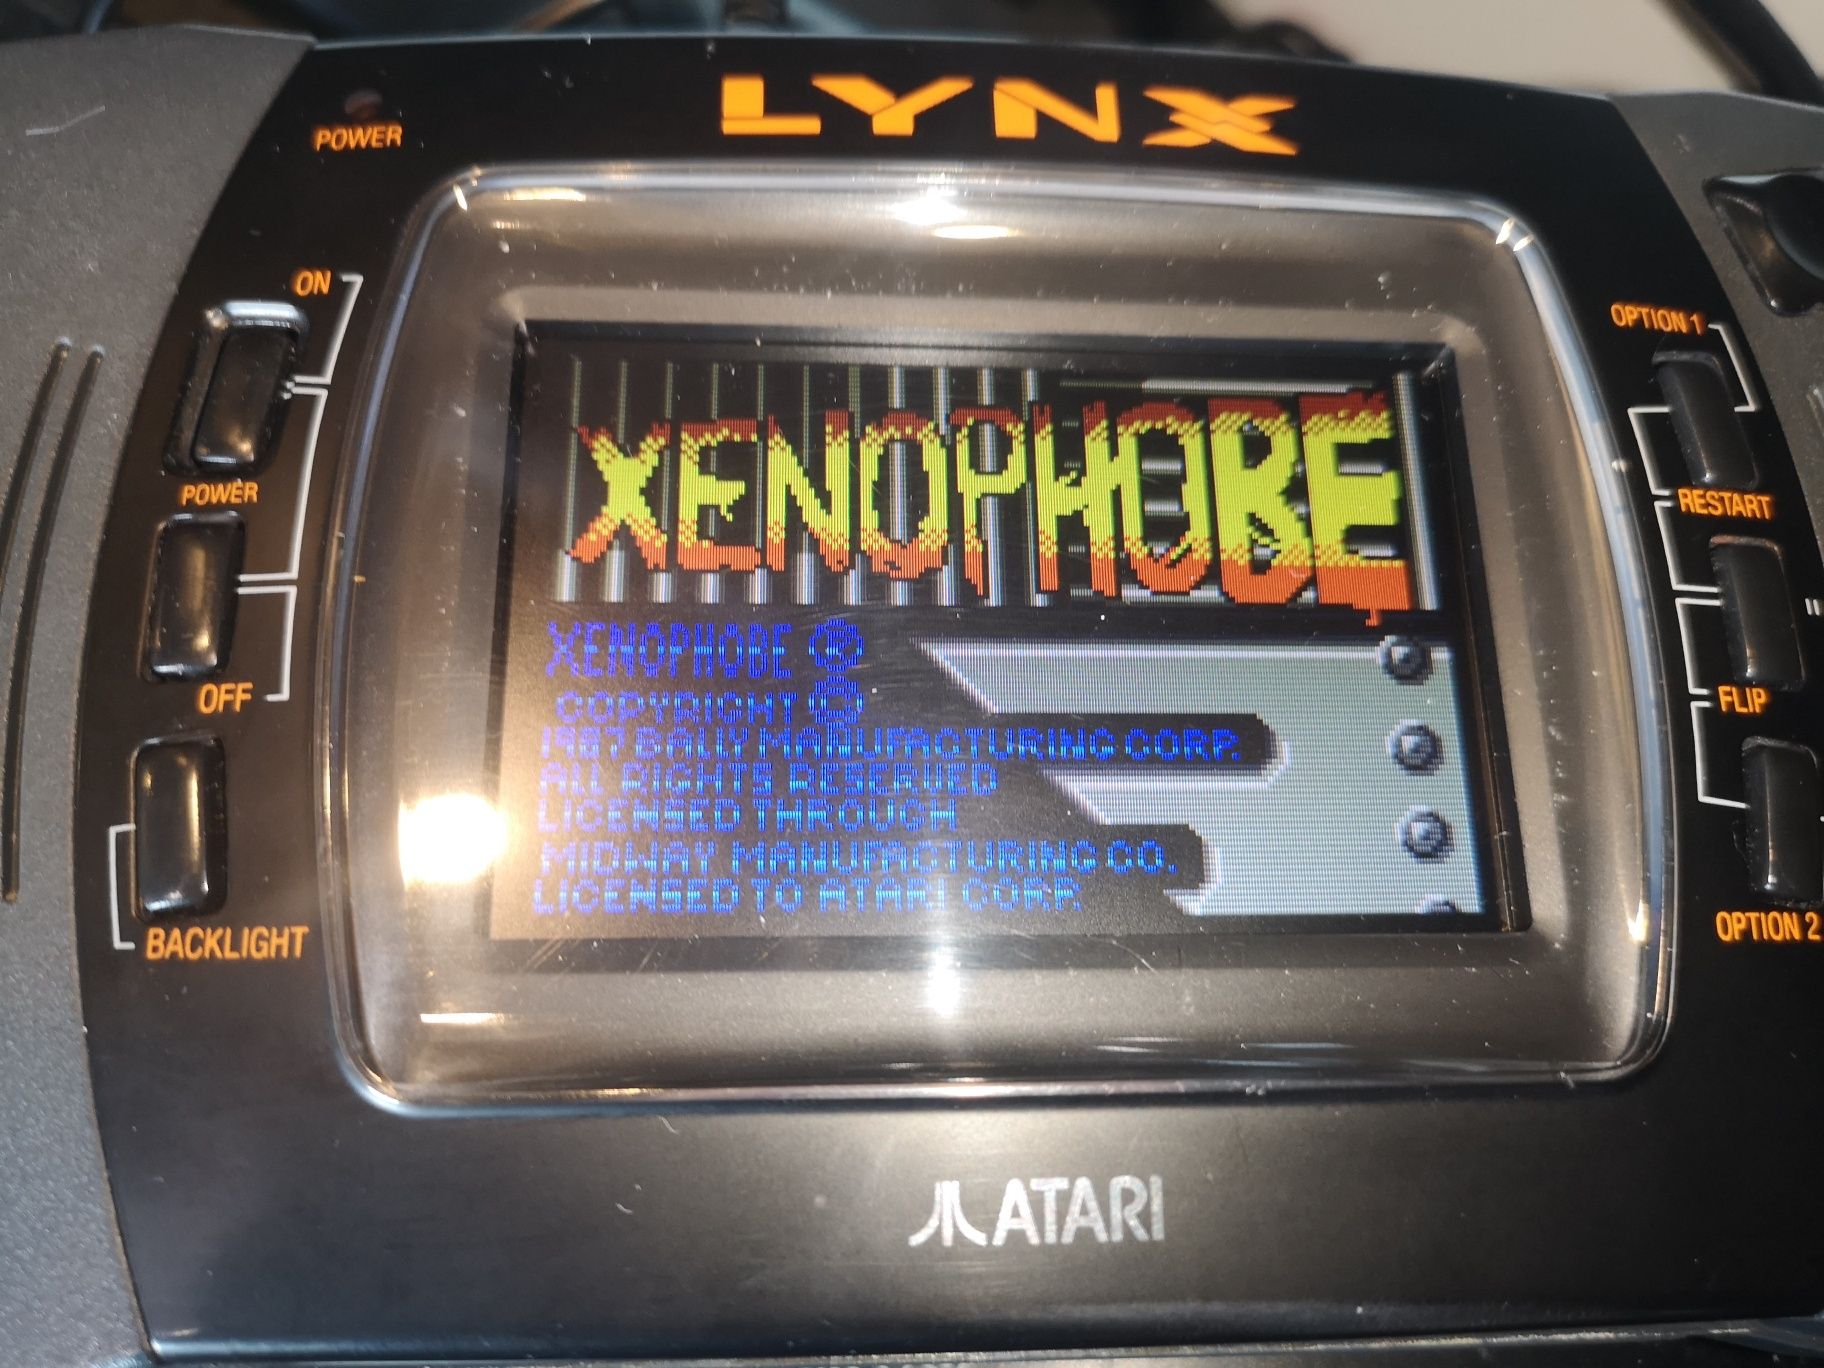 LYNX
POWER
ON
POWER
OFF
BACKLIGHT
OPTION 1
RESTART
FLIP
OPTION 2
XENOPHOBE
XENOPHOBE ®
COPYRIGHT ©
1987 BALLY MANUFACTURING CORP.
ALL RIGHTS RESERVED
LICENSED THROUGH
MIDWAY MANUFACTURING CO.
LICENSED TO ATARI CORP.
ATARI